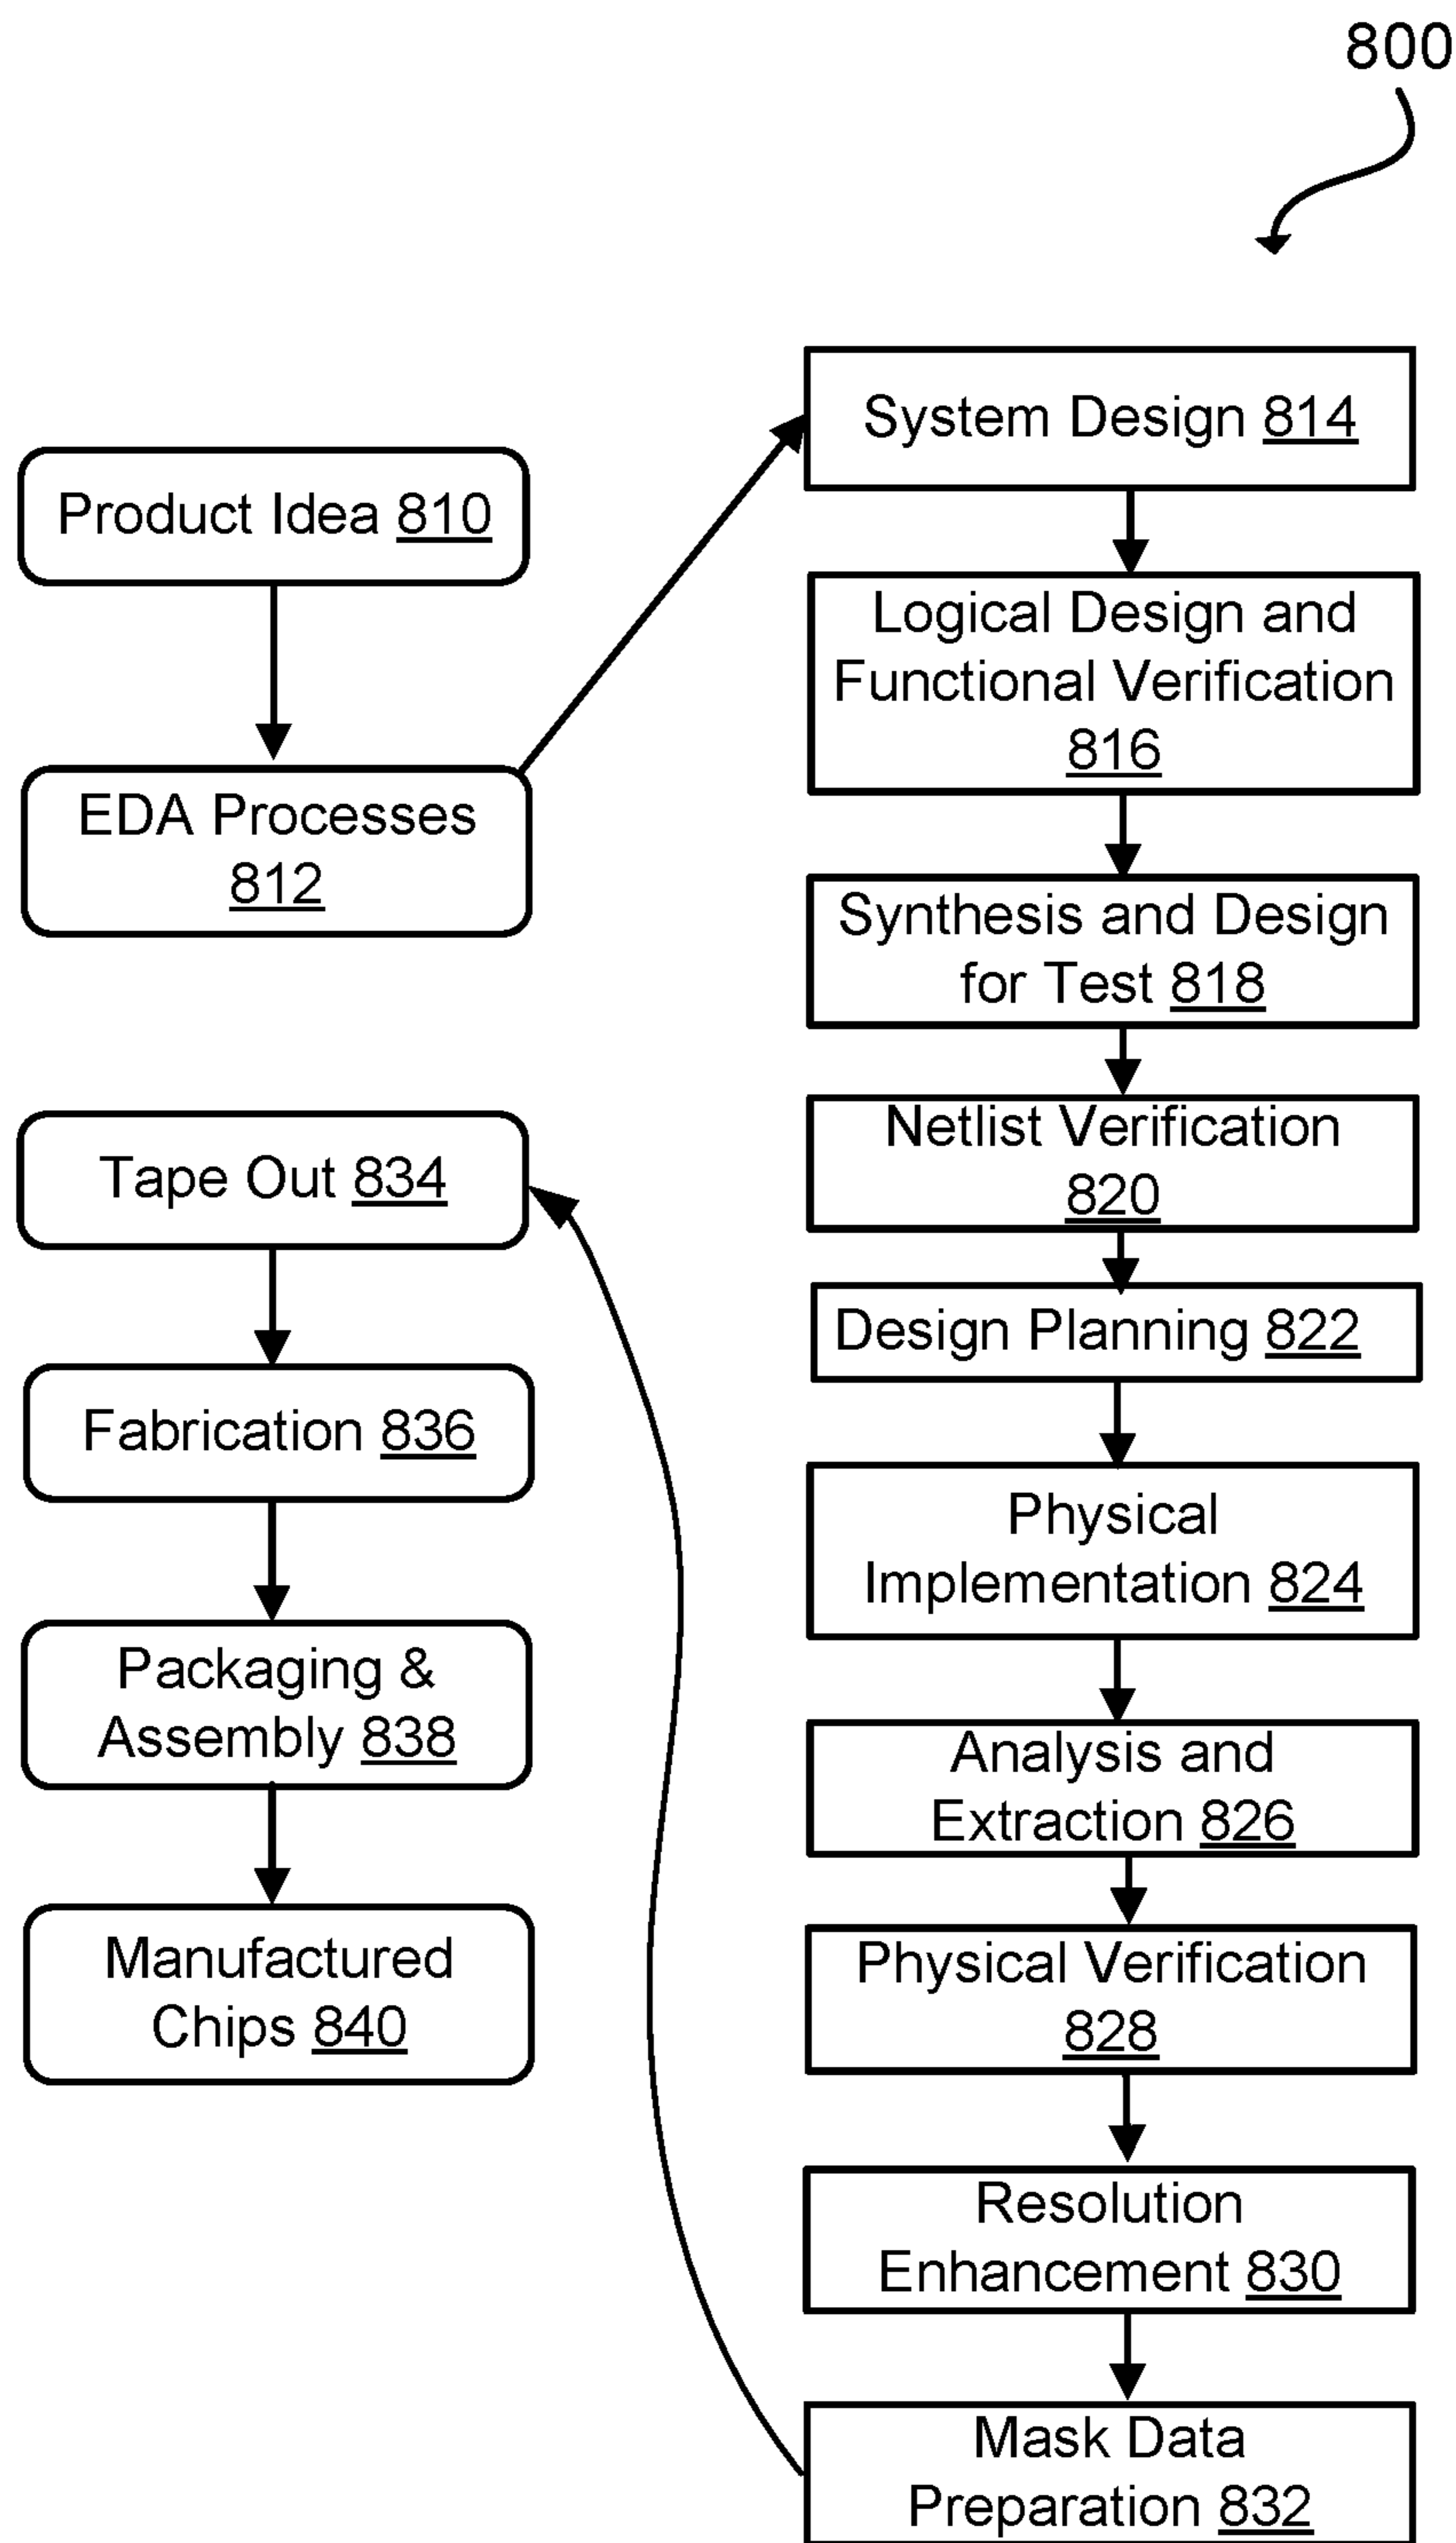 800
Product Idea 810
EDA Processes
812
System Design 814
Logical Design and
Functional Verification
816
Synthesis and Design
for Test 818
Netlist Verification
820
Design Planning 822
Physical
Implementation 824
Analysis and
Extraction 826
Physical Verification
828
Resolution
Enhancement 830
Mask Data
Preparation 832
Tape Out 834
Fabrication 836
Packaging &
Assembly 838
Manufactured
Chips 840